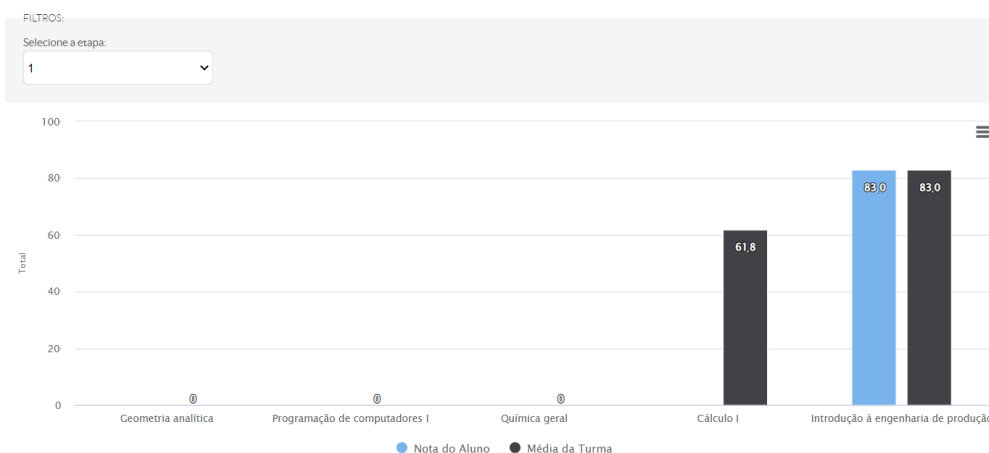 FILTROS:
Selecione a etapa:
1
100
80
60
40
20
0
Total
83,0
83,0
61,8
0
0
0
Geometria analítica
Programação de computadores I
Química geral
Cálculo I
Introdução à engenharia de produção
Nota do Aluno
Média da Turma